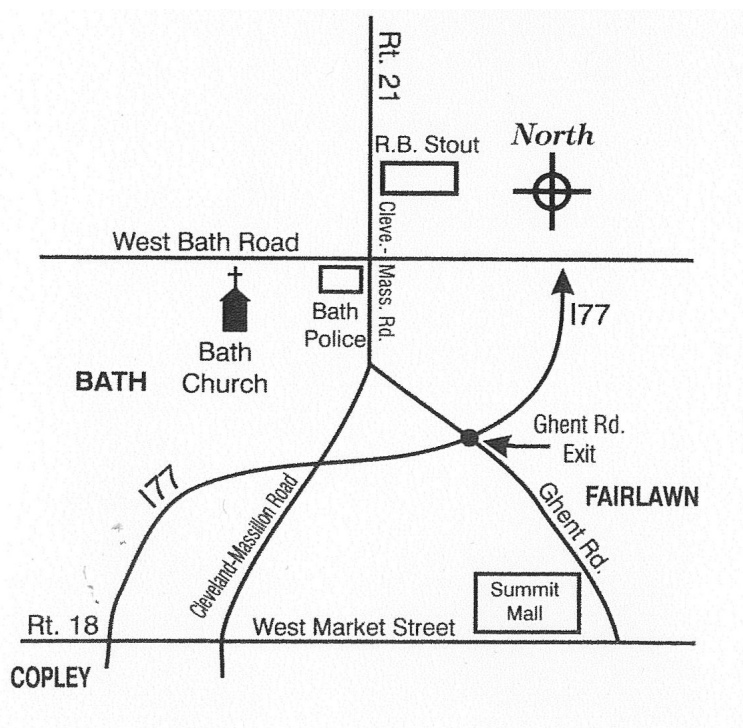 Rt. 21
R.B. Stout
North
Cleve.-
Mass. Rd.
West Bath Road
Bath
Police
I77
Bath
Church
BATH
Ghent Rd.
Exit
I77
Cleveland-Massillon Road
Ghent Rd.
FAIRLAWN
Summit
Mall
Rt. 18
West Market Street
COPLEY